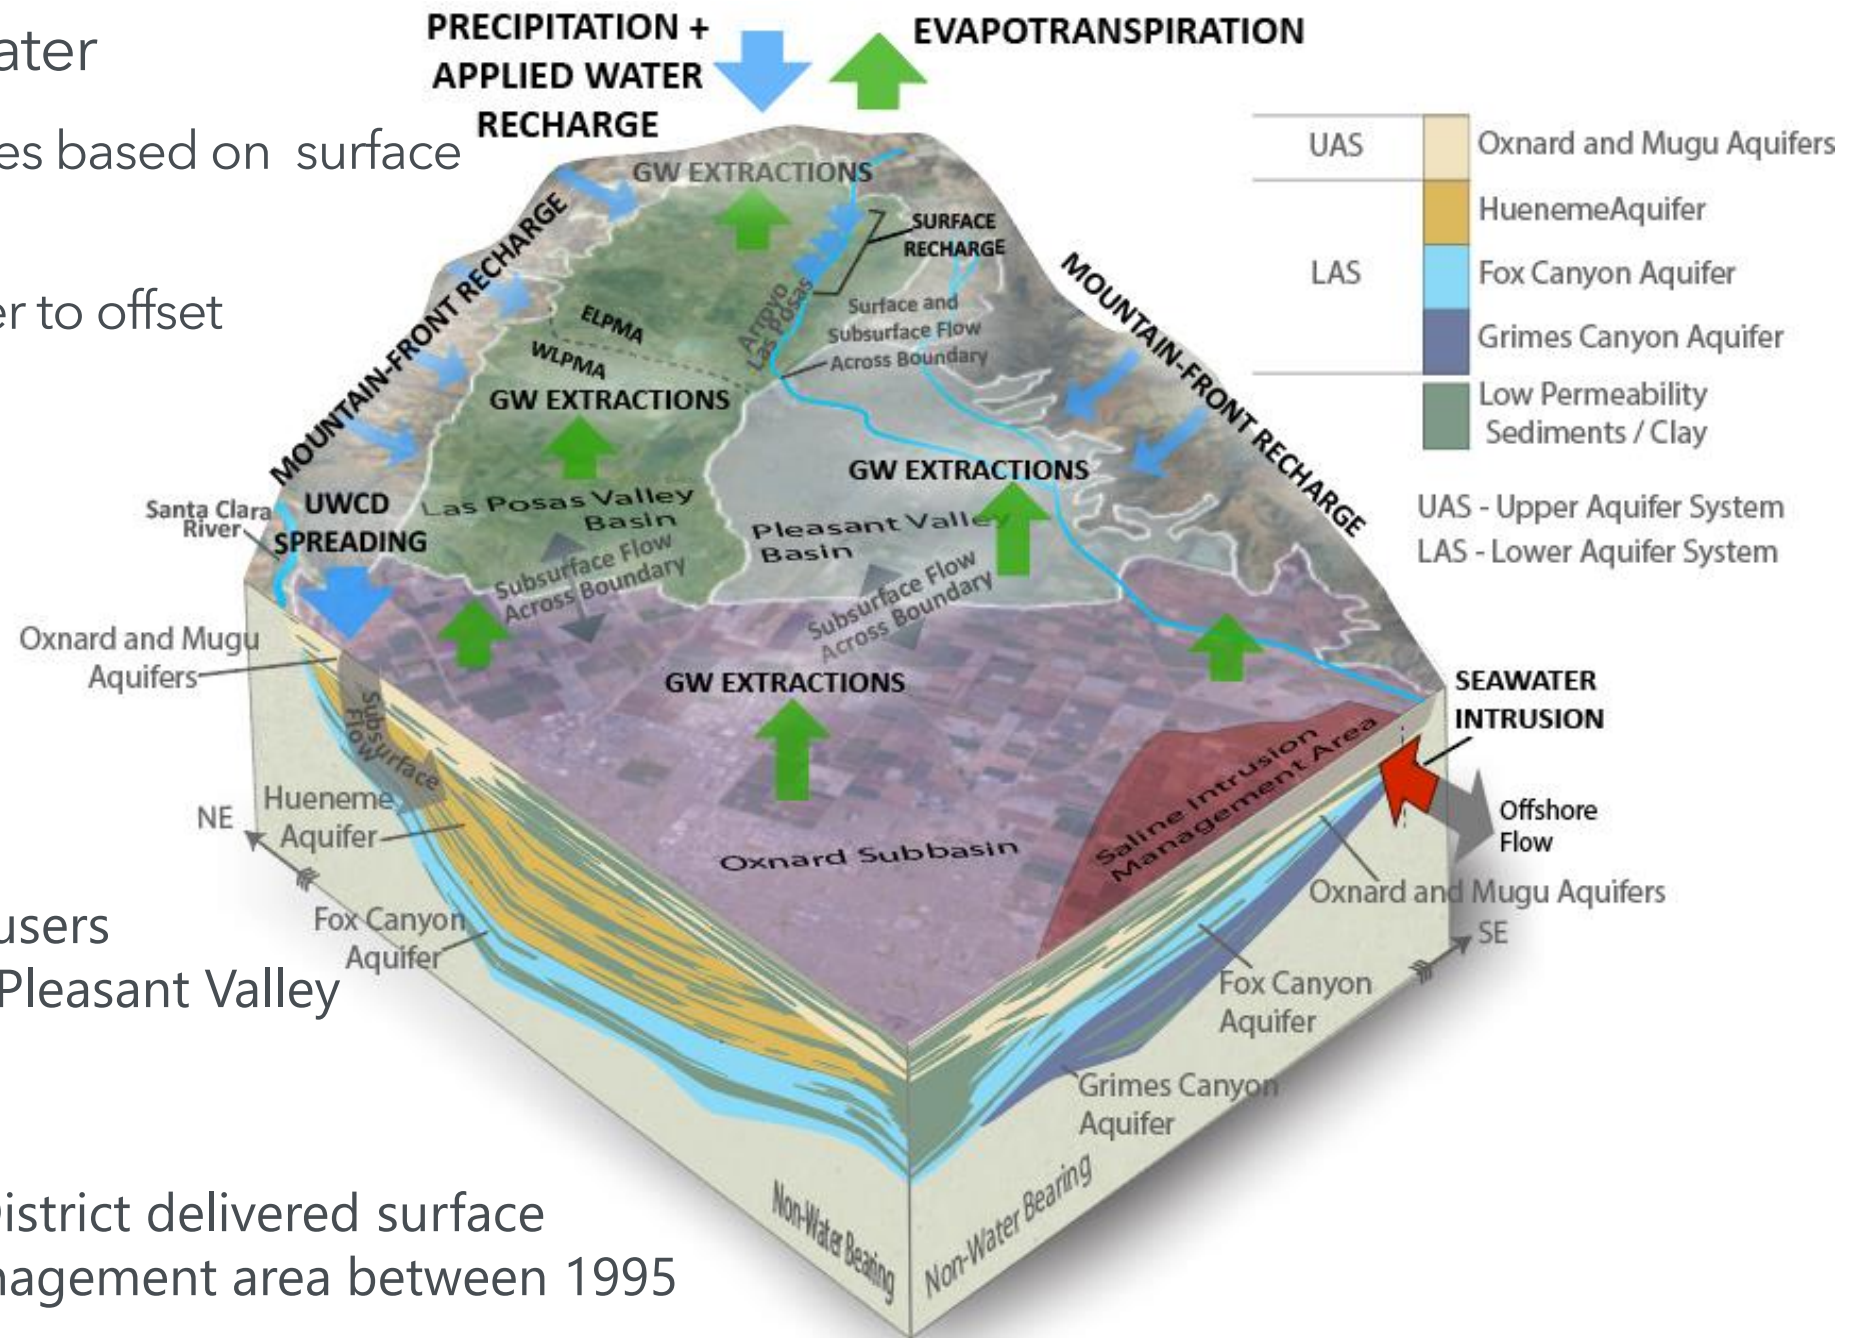 ater
es based on surface
er to offset
users
Pleasant Valley
District delivered surface
nagement area between 1995
PRECIPITATION +
APPLIED WATER
RECHARGE
EVAPOTRANSPIRATION
GW EXTRACTIONS
SURFACE
RECHARGE
MOUNTAIN-FRONT RECHARGE
MOUNTAIN-FRONT RECHARGE
Arroyo
Las Posas
Surface and
Subsurface Flow
Across Boundary
ELPMA
WLPMA
GW EXTRACTIONS
GW EXTRACTIONS
Las Posas Valley
Basin
Pleasant Valley
Basin
Santa Clara
River
UWCD
SPREADING
Subsurface Flow
Across Boundary
Subsurface Flow
Across Boundary
Oxnard and Mugu
Aquifers
GW EXTRACTIONS
Subsurface
Flow
SEAWATER
INTRUSION
Saline Intrusion
Management Area
Oxnard Subbasin
Offshore
Flow
NE
Hueneme
Aquifer
Fox Canyon
Aquifer
Oxnard and Mugu Aquifers
SE
Fox Canyon
Aquifer
Grimes Canyon
Aquifer
Non-Water Bearing
Non-Water Bearing
UAS
Oxnard and Mugu Aquifers
HuenemeAquifer
LAS
Fox Canyon Aquifer
Grimes Canyon Aquifer
Low Permeability
Sediments / Clay
UAS - Upper Aquifer System
LAS - Lower Aquifer System